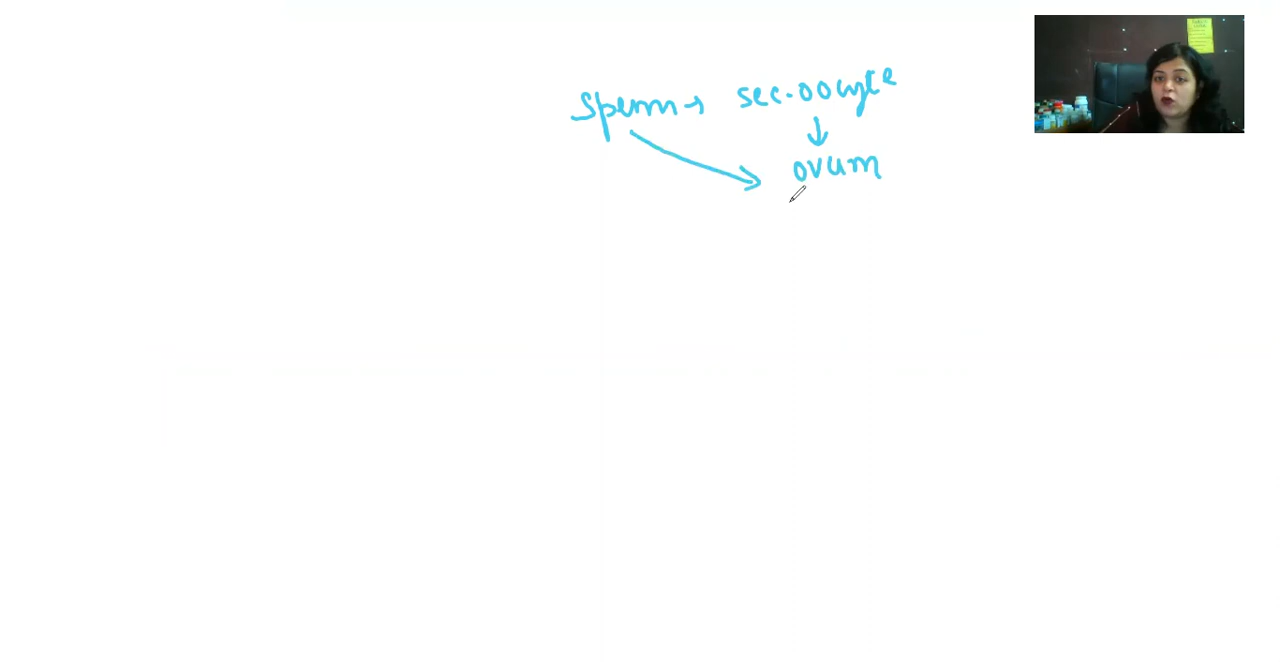 Sperm → sec. oocyte
↓
ovum